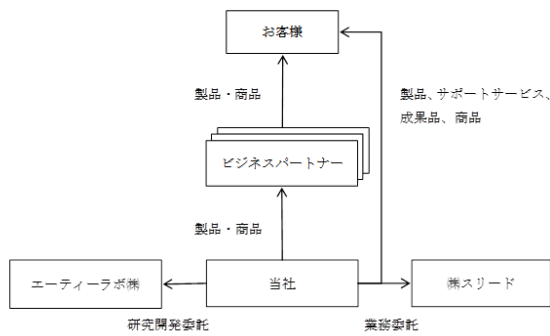 お客様
製品・商品
製品、サポートサービス、
成果品、商品
ビジネスパートナー
製品・商品
エーティーラボ㈱
当社
㈱スリード
研究開発委託
業務委託